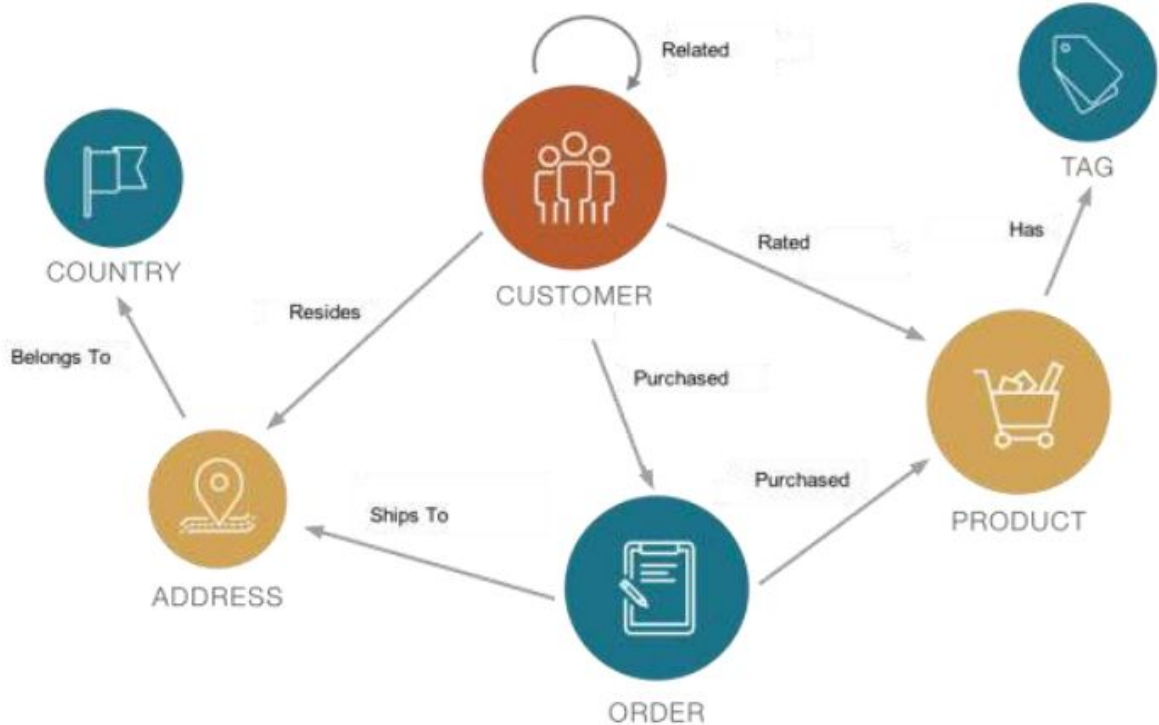 Related
TAG
COUNTRY
Rated
Has
CUSTOMER
Resides
Belongs To
Purchased
Purchased
Ships To
PRODUCT
ADDRESS
ORDER